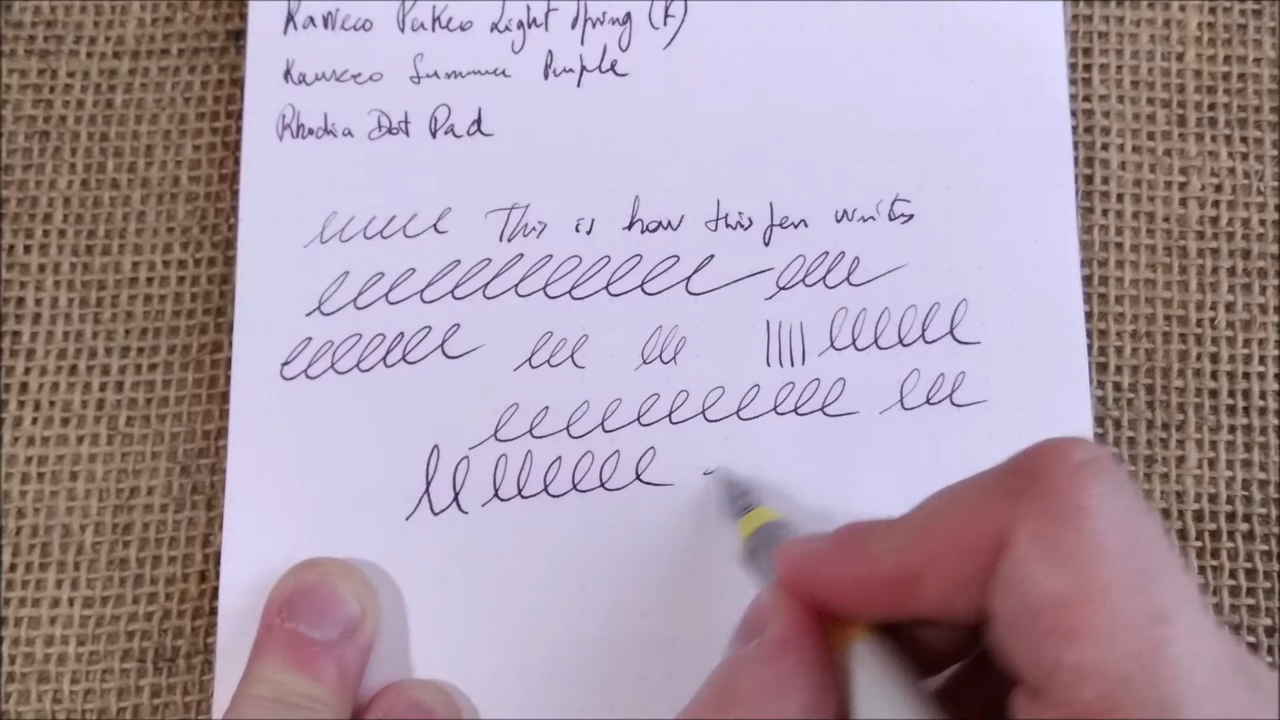 Kaweco Perkeo Light Spring (F)
Kaweco Summer Purple
Rhodia Dot Pad
This is how this pen writes